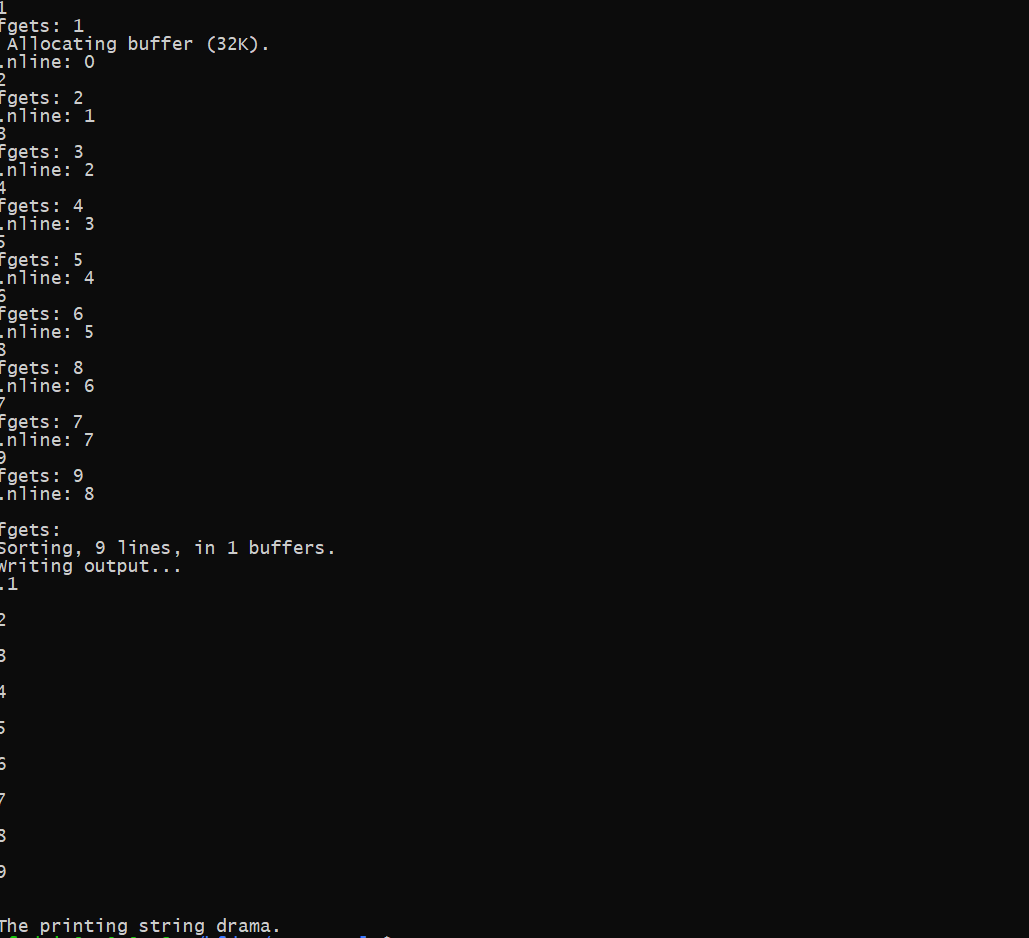 1
fgets: 1
 Allocating buffer (32K).
.nline: 0
2
fgets: 2
.nline: 1
3
fgets: 3
.nline: 2
4
fgets: 4
.nline: 3
5
fgets: 5
.nline: 4
6
fgets: 6
.nline: 5
8
fgets: 8
.nline: 6
7
fgets: 7
.nline: 7
9
fgets: 9
.nline: 8

fgets:
Sorting, 9 lines, in 1 buffers.
Writing output...
.1

2

3

4

5

6

7

8

9


The printing string drama.